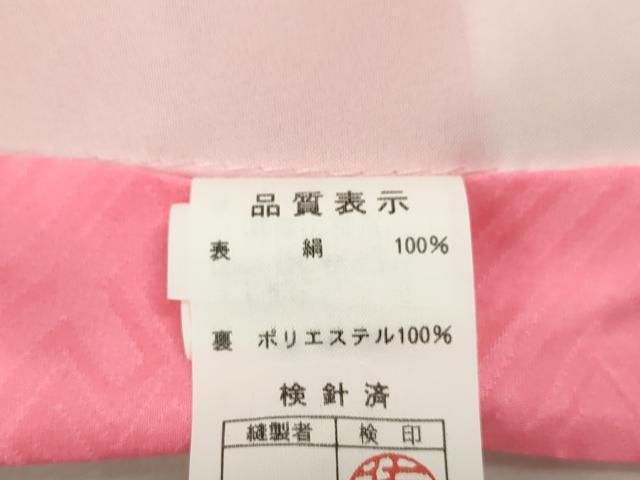 品質表示
表 絹 100%
裏 ポリエステル100%
検針済
縫製者 検印